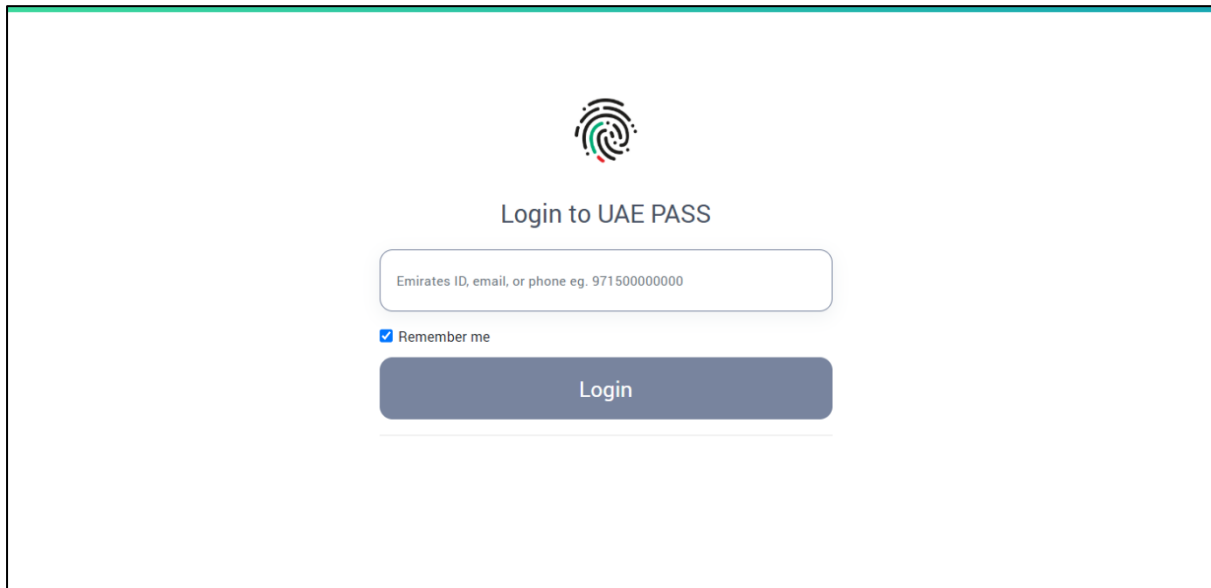 Login to UAE PASS
Emirates ID, email, or phone eg. 971500000000
Remember me
Login